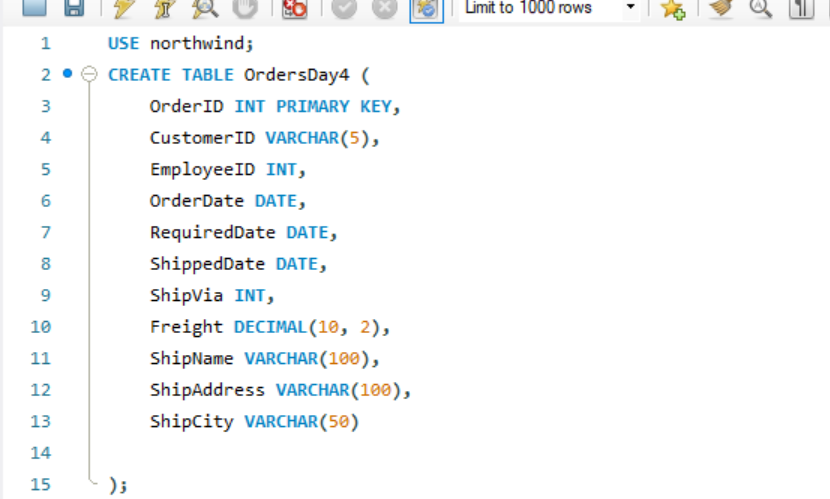 Limit to 1000 rows
1 USE northwind;
2 CREATE TABLE OrdersDay4 (
3 OrderID INT PRIMARY KEY,
4 CustomerID VARCHAR(5),
5 EmployeeID INT,
6 OrderDate DATE,
7 RequiredDate DATE,
8 ShippedDate DATE,
9 ShipVia INT,
10 Freight DECIMAL(10, 2),
11 ShipName VARCHAR(100),
12 ShipAddress VARCHAR(100),
13 ShipCity VARCHAR(50)
14
15 );